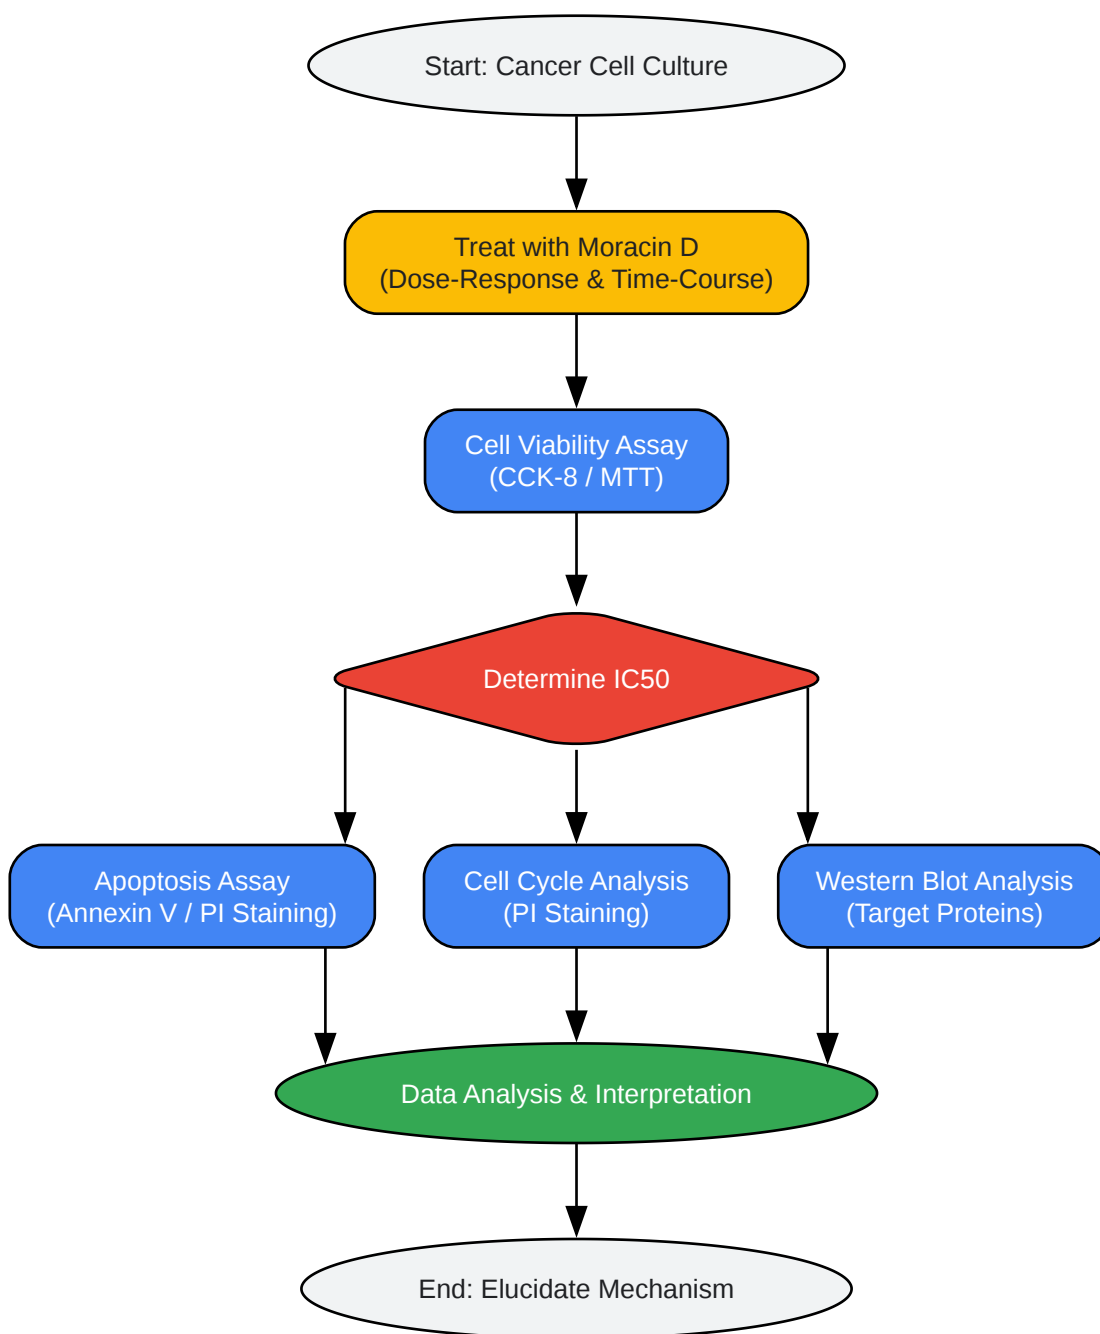 Start: Cancer Cell Culture
Treat with Moracin D
(Dose-Response & Time-Course)
Cell Viability Assay
(CCK-8 / MTT)
Determine IC50
Apoptosis Assay
(Annexin V / PI Staining)
Cell Cycle Analysis
(PI Staining)
Western Blot Analysis
(Target Proteins)
Data Analysis & Interpretation
End: Elucidate Mechanism